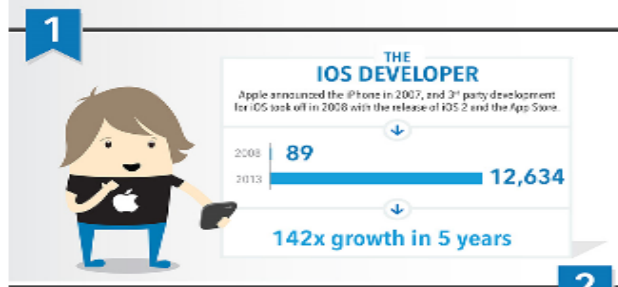 1
THE
IOS DEVELOPER
Apple announced the iPhone in 2007, and 3rd party development
for iOS took off in 2008 with the release of iOS 2 and the App Store.
2008 89
2013 12,634
142x growth in 5 years
2